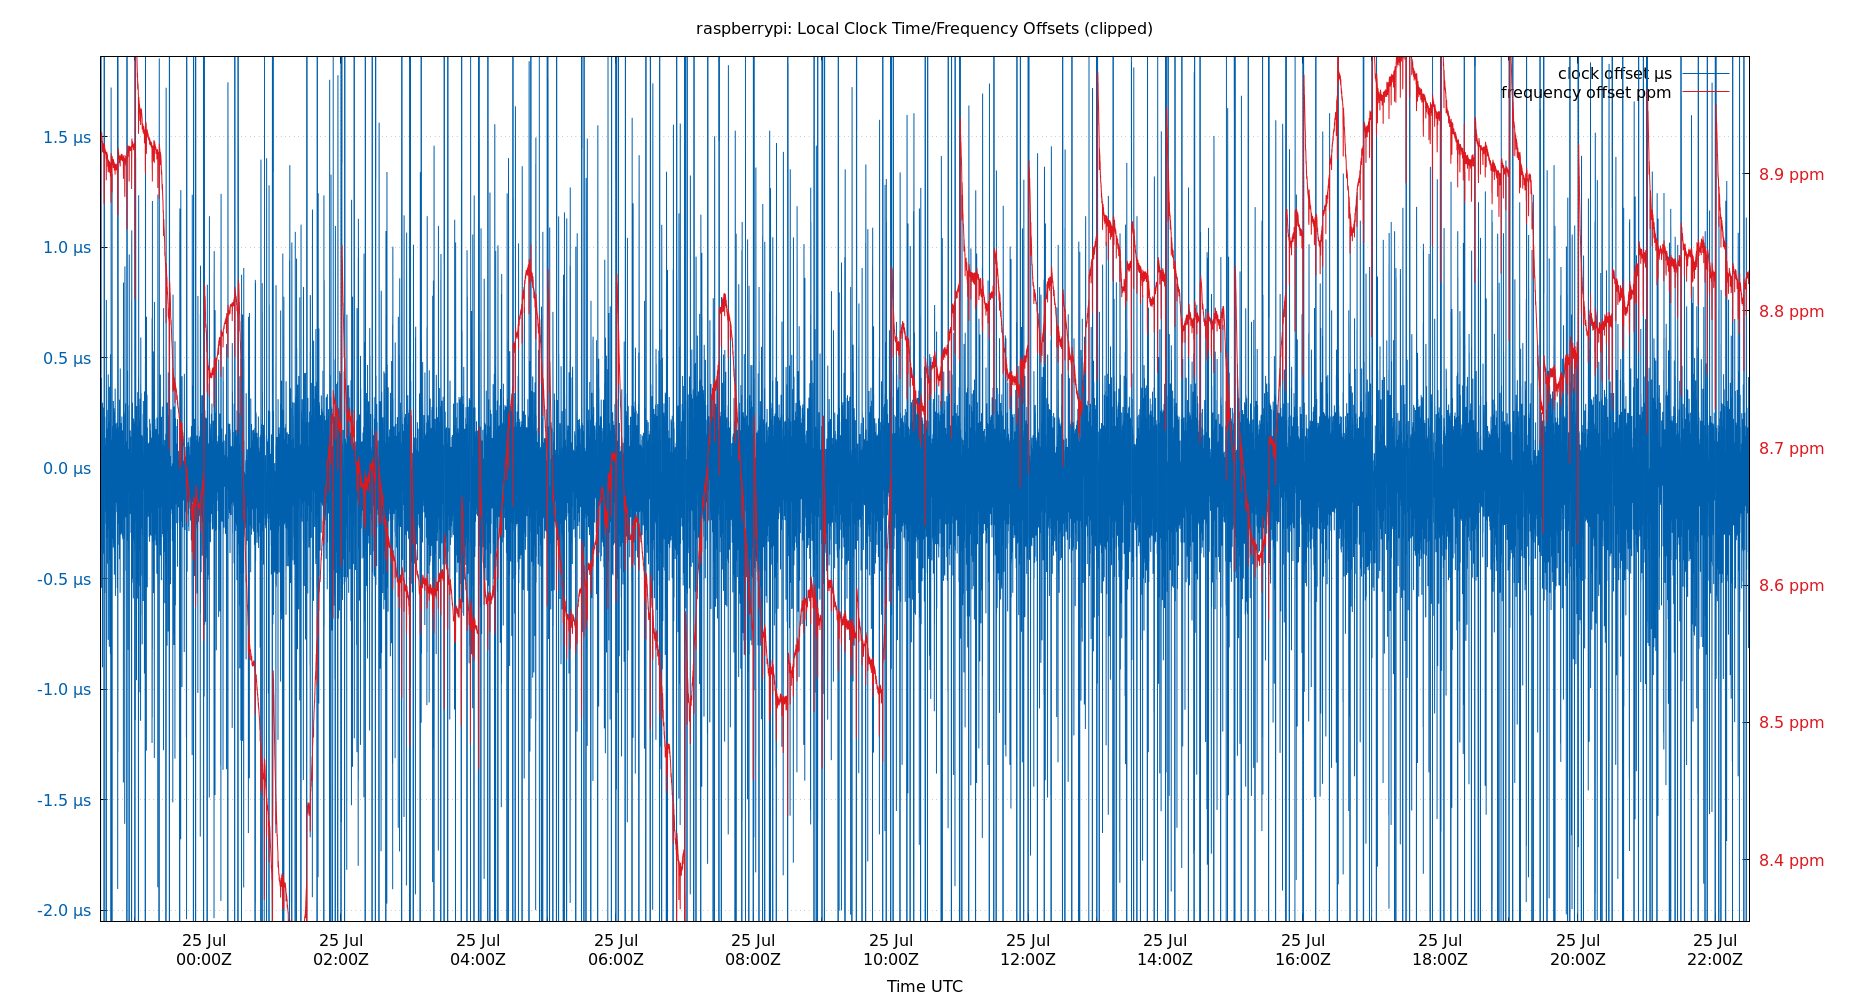 raspberrypi: Local Clock Time/Frequency Offsets (clipped)
clock offset µs
frequency offset ppm
1.5 µs
1.0 µs
0.5 µs
0.0 µs
-0.5 µs
-1.0 µs
-1.5 µs
-2.0 µs
8.9 ppm
8.8 ppm
8.7 ppm
8.6 ppm
8.5 ppm
8.4 ppm
25 Jul 25 Jul 25 Jul 25 Jul 25 Jul 25 Jul 25 Jul 25 Jul 25 Jul 25 Jul 25 Jul 25 Jul
00:00Z 02:00Z 04:00Z 06:00Z 08:00Z 10:00Z 12:00Z 14:00Z 16:00Z 18:00Z 20:00Z 22:00Z
Time UTC